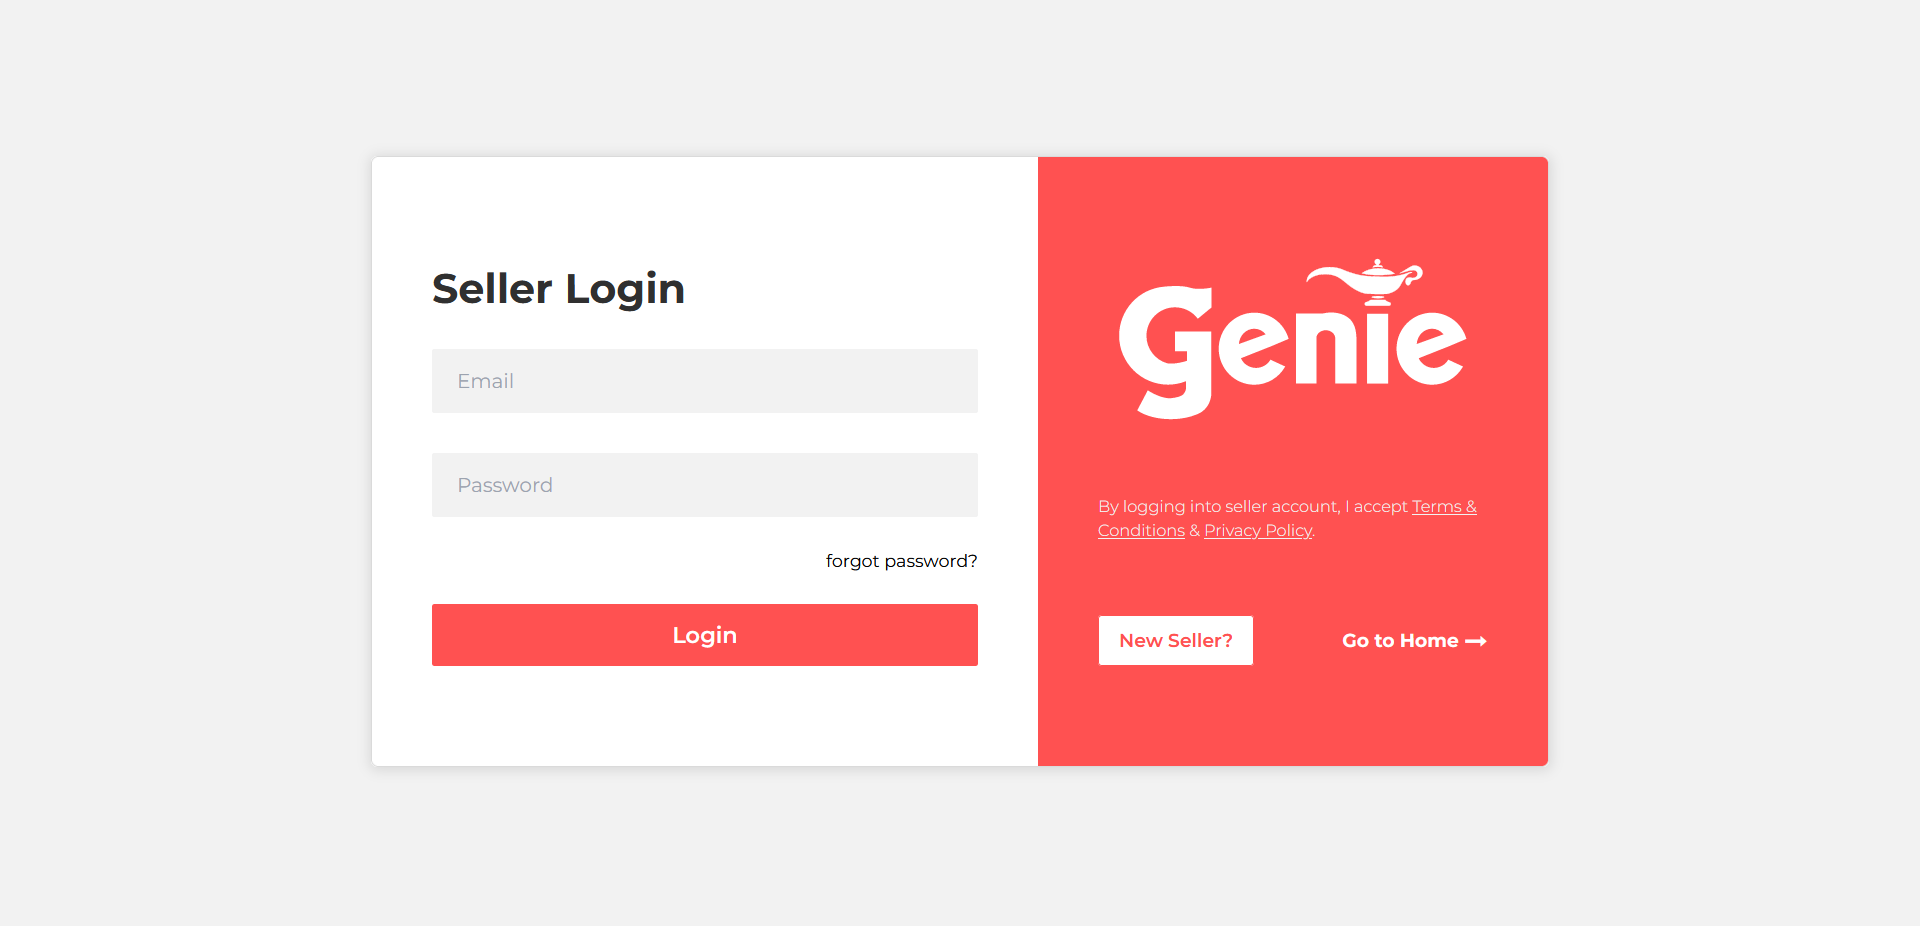 Seller Login
Email
Password
forgot password?
Login
Genie
By logging into seller account, I accept Terms &
Conditions & Privacy Policy.
New Seller?
Go to Home →